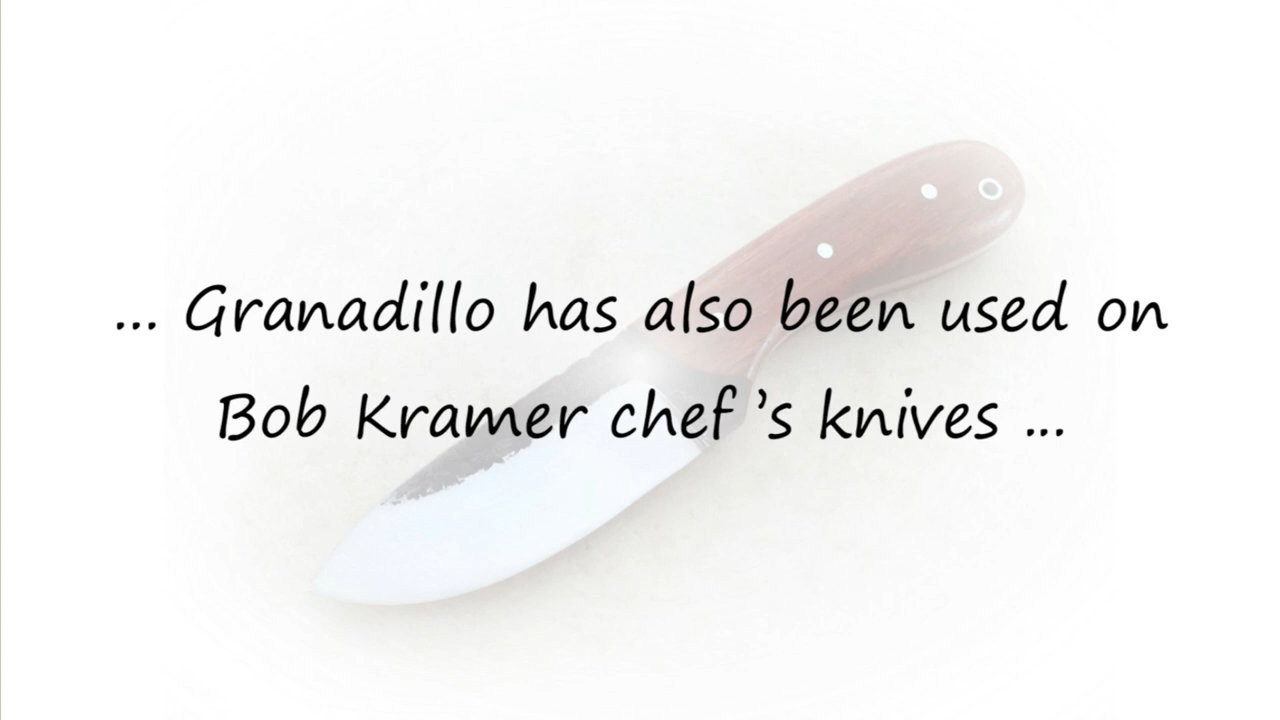 ... Granadillo has also been used on
Bob Kramer chef's knives ...